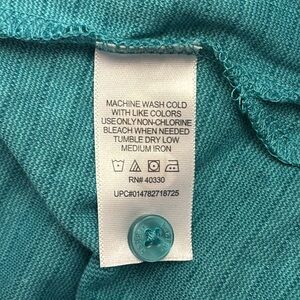 MACHINE WASH COLD
WITH LIKE COLORS
USE ONLY NON-CHLORINE
BLEACH WHEN NEEDED
TUMBLE DRY LOW
MEDIUM IRON
RN# 40330
UPC#014782718725